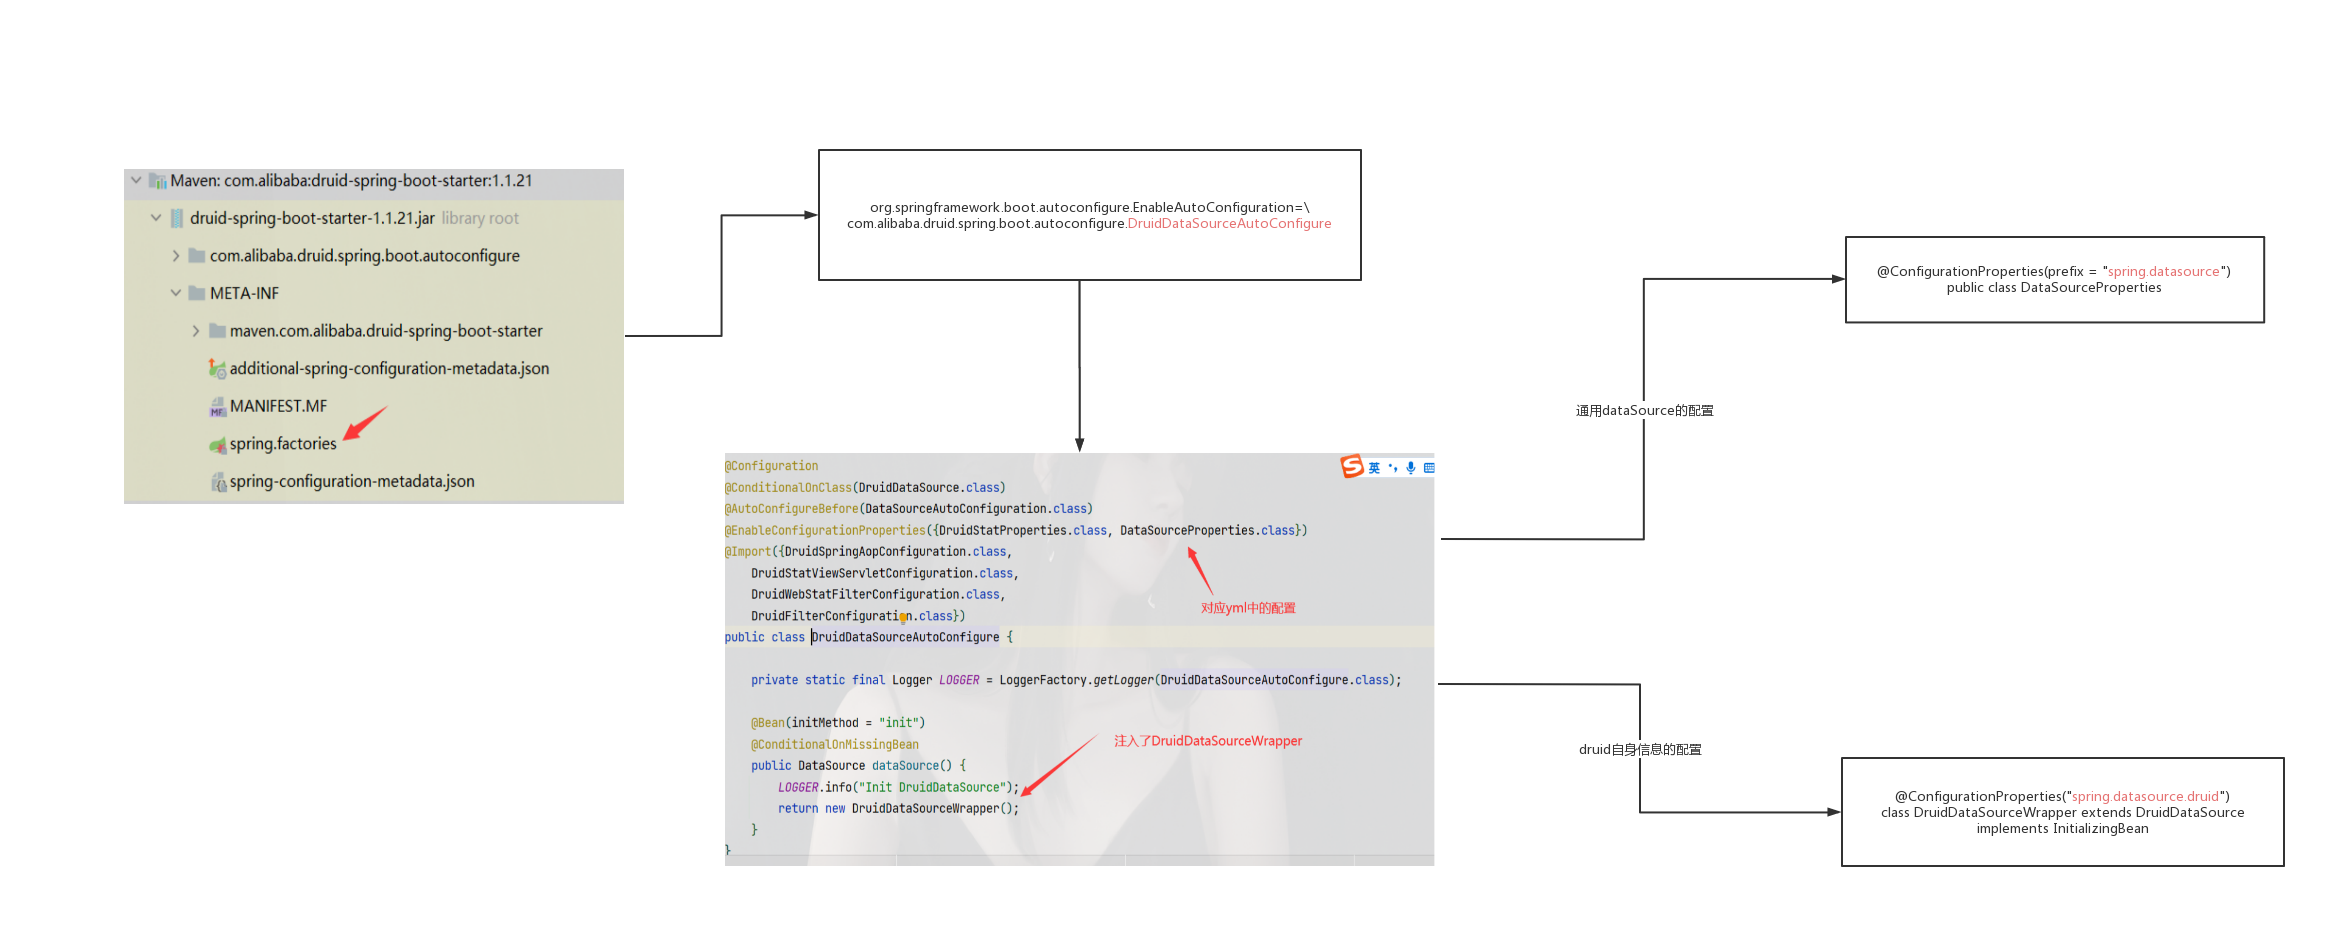 Maven: com.alibaba:druid-spring-boot-starter:1.1.21
druid-spring-boot-starter-1.1.21.jar library root
com.alibaba.druid.spring.boot.autoconfigure
META-INF
maven.com.alibaba.druid-spring-boot-starter
additional-spring-configuration-metadata.json
MF MANIFEST.MF
spring.factories
spring-configuration-metadata.json
org.springframework.boot.autoconfigure.EnableAutoConfiguration=\
com.alibaba.druid.spring.boot.autoconfigure.DruidDataSourceAutoConfigure
@Configuration
S 英
@ConditionalOnClass(DruidDataSource.class)
@AutoConfigureBefore(DataSourceAutoConfiguration.class)
@EnableConfigurationProperties({DruidStatProperties.class, DataSourceProperties.class})
@Import({DruidSpringAopConfiguration.class,
DruidStatViewServletConfiguration.class,
DruidWebStatFilterConfiguration.class,
DruidFilterConfiguration.class})
对应yml中的配置
public class DruidDataSourceAutoConfigure {
private static final Logger LOGGER = LoggerFactory.getLogger(DruidDataSourceAutoConfigure.class);
@Bean(initMethod = "init")
@ConditionalOnMissingBean
注入了DruidDataSourceWrapper
public DataSource dataSource() {
LOGGER.info("Init DruidDataSource");
return new DruidDataSourceWrapper();
}
}
通用dataSource的配置
@ConfigurationProperties(prefix = "spring.datasource")
public class DataSourceProperties
druid自身信息的配置
@ConfigurationProperties("spring.datasource.druid")
class DruidDataSourceWrapper extends DruidDataSource
implements InitializingBean